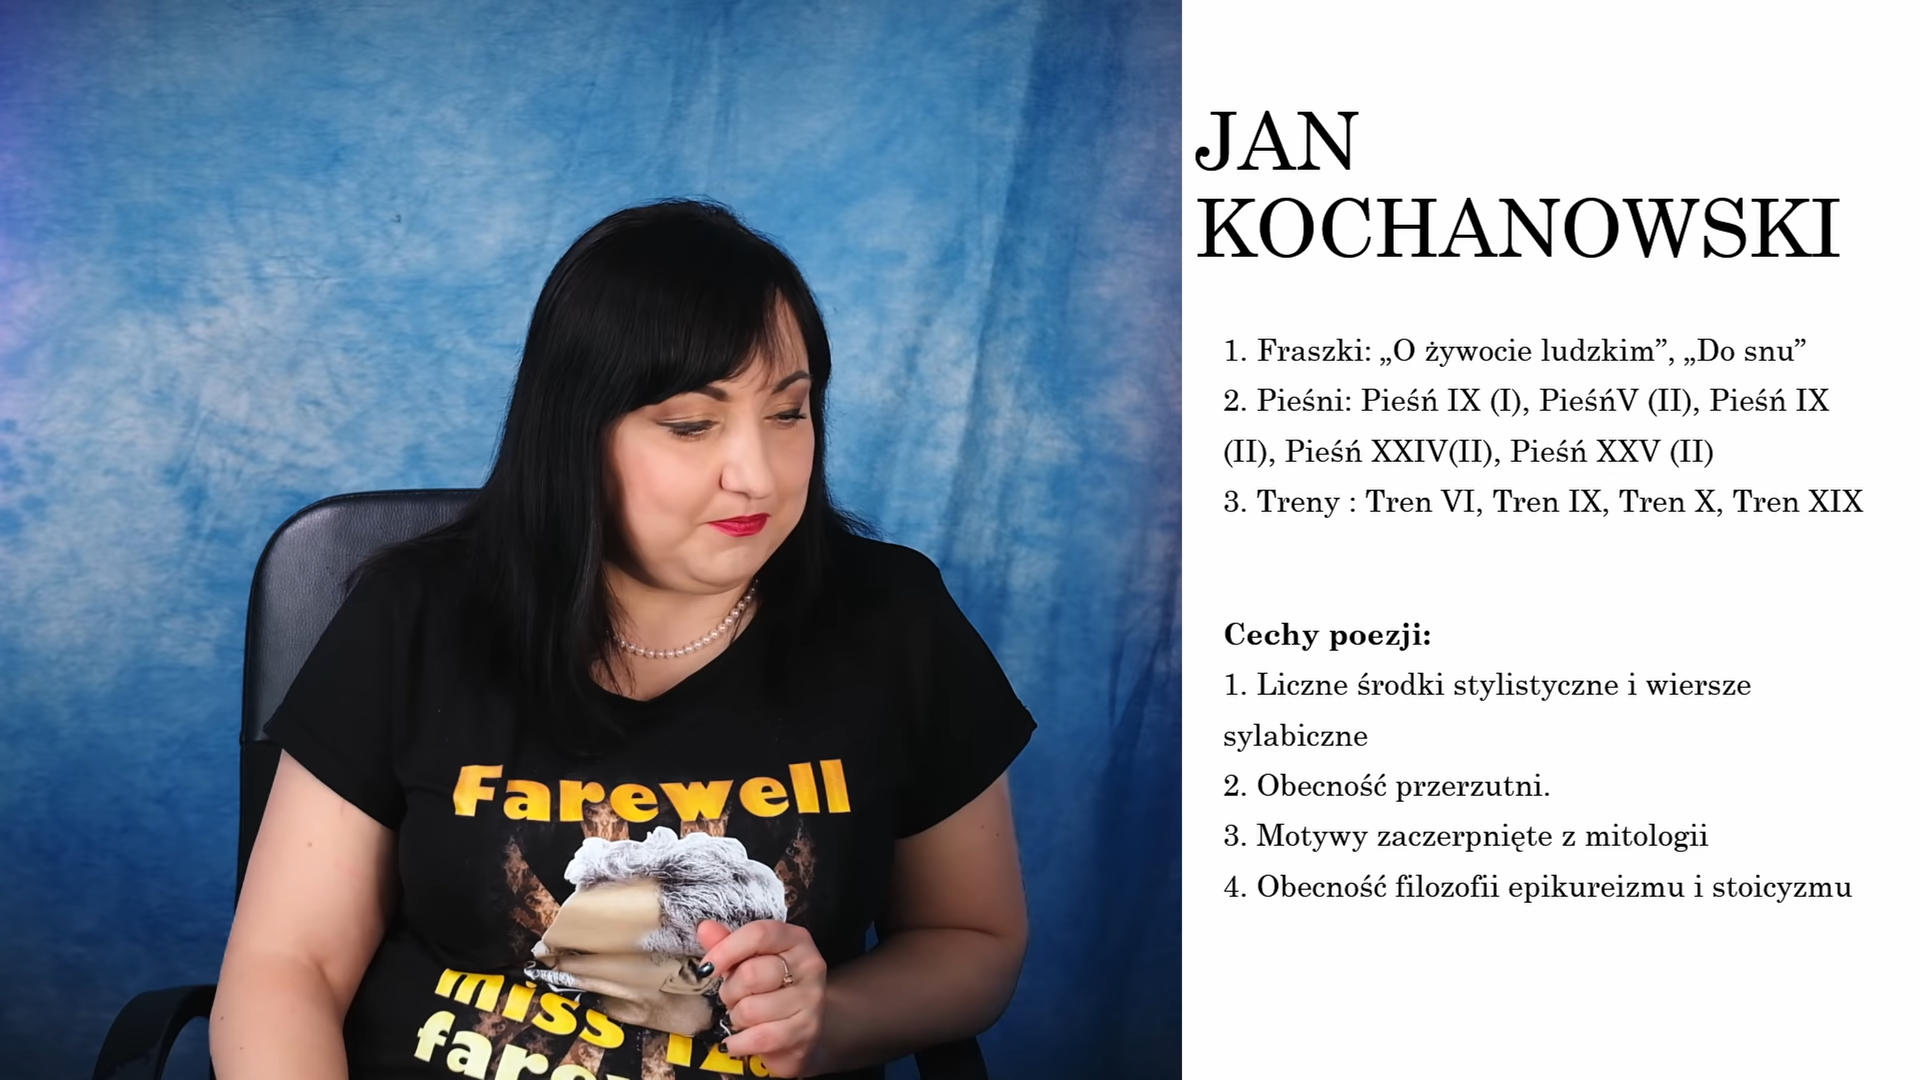 JAN
KOCHANOWSKI
1. Fraszki: „O żywocie ludzkim”, „Do snu”
2. Pieśni: Pieśń IX (I), PieśńV (II), Pieśń IX
(II), Pieśń XXIV(II), Pieśń XXV (II)
3. Treny : Tren VI, Tren IX, Tren X, Tren XIX
Cechy poezji:
1. Liczne środki stylistyczne i wiersze
sylabiczne
2. Obecność przerzutni.
3. Motywy zaczerpnięte z mitologii
4. Obecność filozofii epikureizmu i stoicyzmu
Farewell
miss